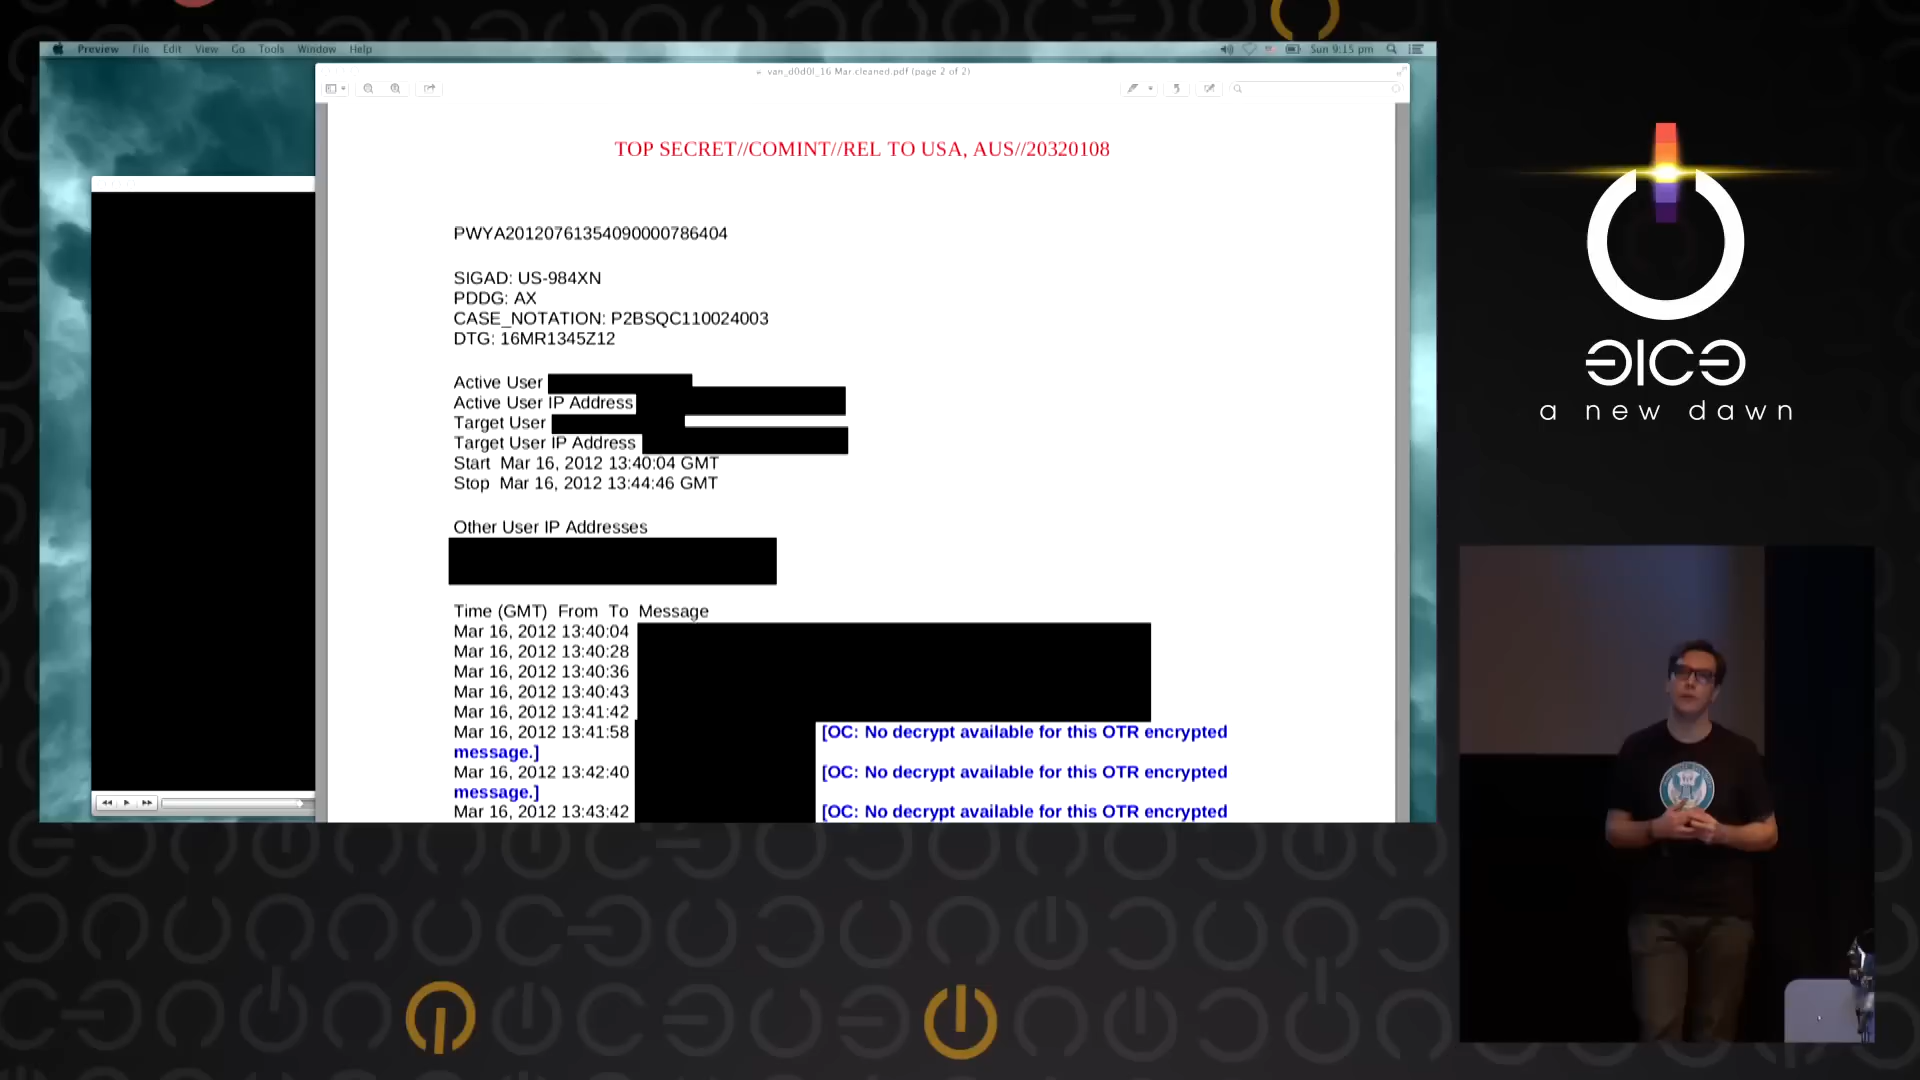 Preview File Edit View Go Tools Window Help
Sun 9:15 pm
van_d0d0l_16 Mar.cleaned.pdf (page 2 of 2)
TOP SECRET//COMINT//REL TO USA, AUS//20320108
PWYA20120761354090000786404
SIGAD: US-984XN
PDDG: AX
CASE_NOTATION: P2BSQC110024003
DTG: 16MR1345Z12
Active User
Active User IP Address
Target User
Target User IP Address
Start Mar 16, 2012 13:40:04 GMT
Stop Mar 16, 2012 13:44:46 GMT
Other User IP Addresses
Time (GMT) From To Message
Mar 16, 2012 13:40:04
Mar 16, 2012 13:40:28
Mar 16, 2012 13:40:36
Mar 16, 2012 13:40:43
Mar 16, 2012 13:41:42
Mar 16, 2012 13:41:58 [OC: No decrypt available for this OTR encrypted
message.]
Mar 16, 2012 13:42:40 [OC: No decrypt available for this OTR encrypted
message.]
Mar 16, 2012 13:43:42 [OC: No decrypt available for this OTR encrypted
a new dawn